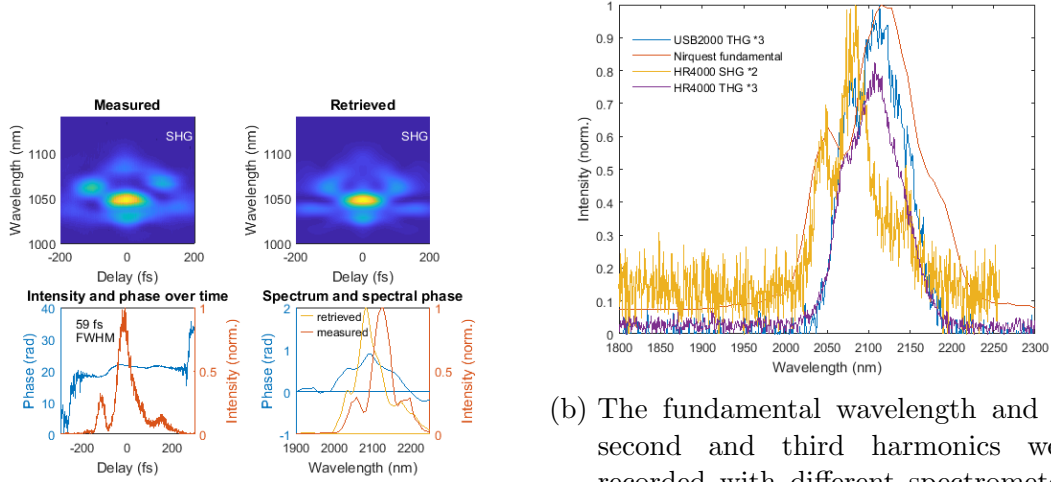 Measured
SHG
Wavelength (nm)
1100
1050
1000
-200 0 200
Delay (fs)
Retrieved
SHG
Wavelength (nm)
1100
1050
1000
-200 0 200
Delay (fs)
Intensity and phase over time
59 fs
FWHM
Phase (rad)
40
30
20
10
0
Intensity (norm.)
1
0.5
0
-200 0 200
Delay (fs)
Spectrum and spectral phase
retrieved
measured
Phase (rad)
2
1
0
-1
Intensity (norm.)
1
0.5
0
1900 2000 2100 2200
Wavelength (nm)
USB2000 THG *3
Nirquest fundamental
HR4000 SHG *2
HR4000 THG *3
Intensity (norm.)
1
0.9
0.8
0.7
0.6
0.5
0.4
0.3
0.2
0.1
0
1800 1850 1900 1950 2000 2050 2100 2150 2200 2250 2300
Wavelength (nm)
(b) The fundamental wavelength and
second and third harmonics
recorded with different